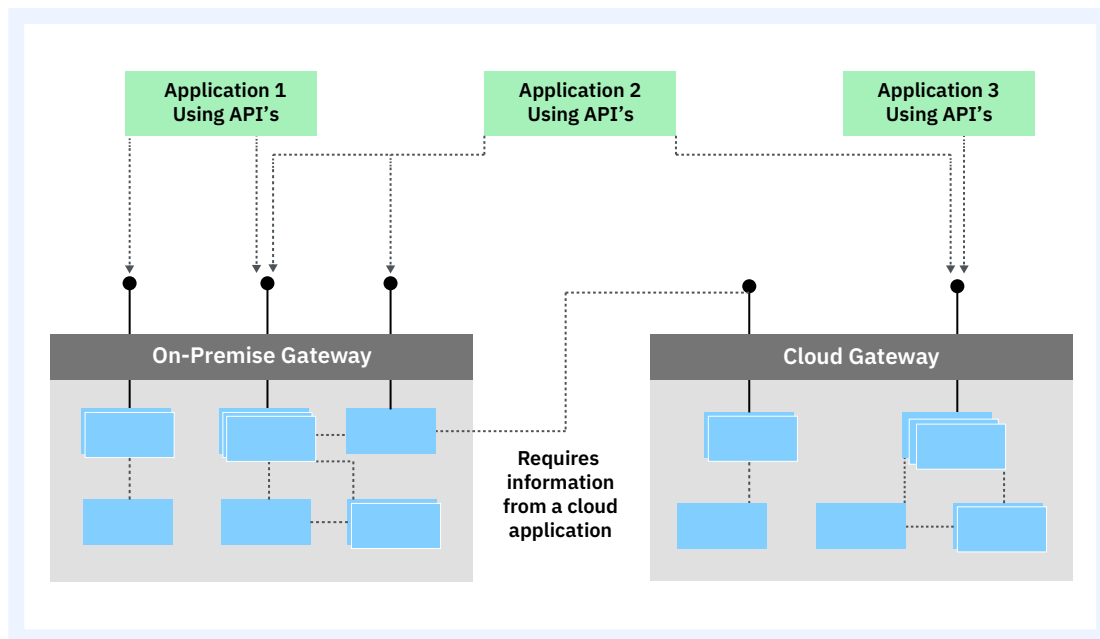 Application 1
Using API's
Application 2
Using API's
Application 3
Using API's
On-Premise Gateway
Cloud Gateway
Requires
information
from a cloud
application